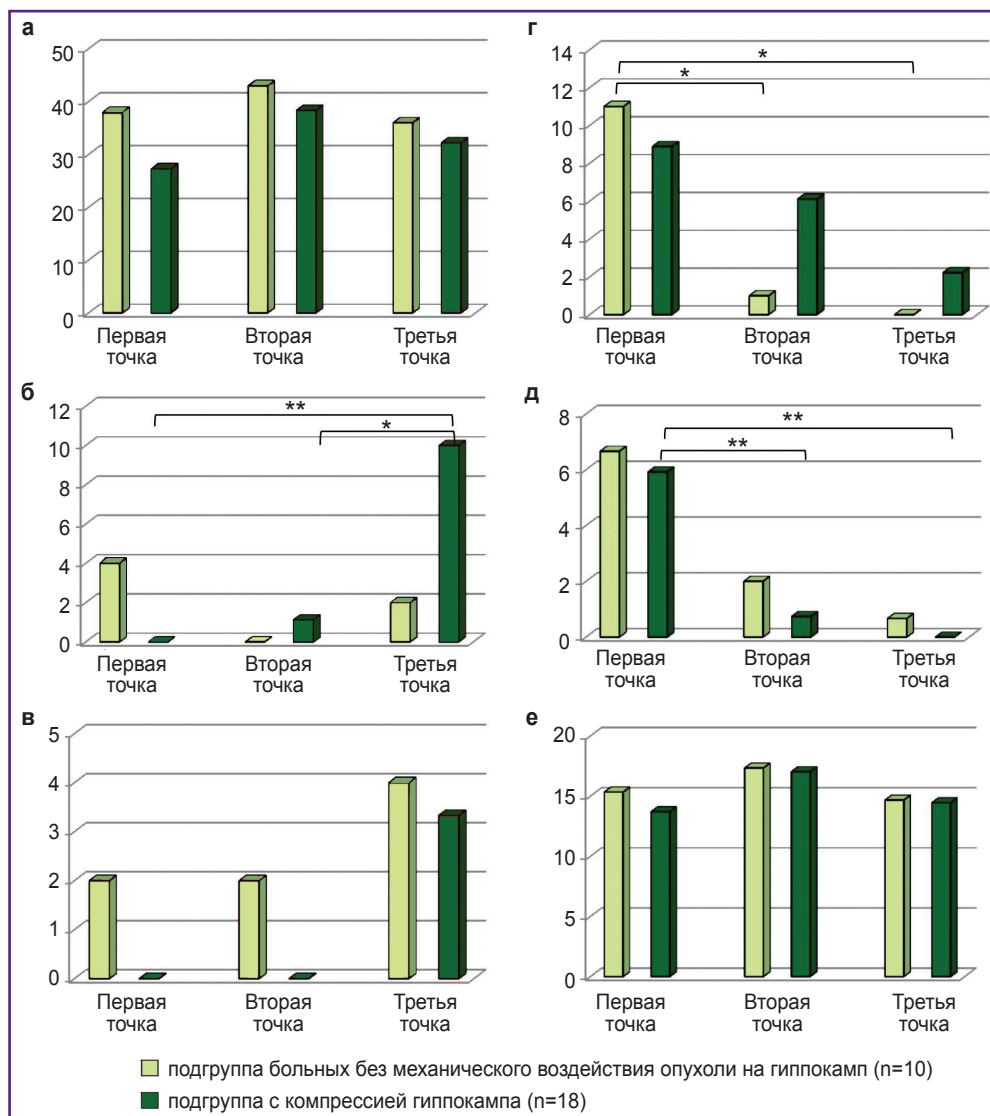 а
50
40
30
20
10
0
Первая точка
Вторая точка
Третья точка
г
14
12
10
8
6
4
2
0
*
*
Первая точка
Вторая точка
Третья точка
б
12
10
8
6
4
2
0
**
*
Первая точка
Вторая точка
Третья точка
д
8
6
4
2
0
**
**
Первая точка
Вторая точка
Третья точка
в
5
4
3
2
1
0
Первая точка
Вторая точка
Третья точка
е
20
15
10
5
0
Первая точка
Вторая точка
Третья точка
подгруппа больных без механического воздействия опухоли на гиппокамп (n=10)
подгруппа с компрессией гиппокампа (n=18)